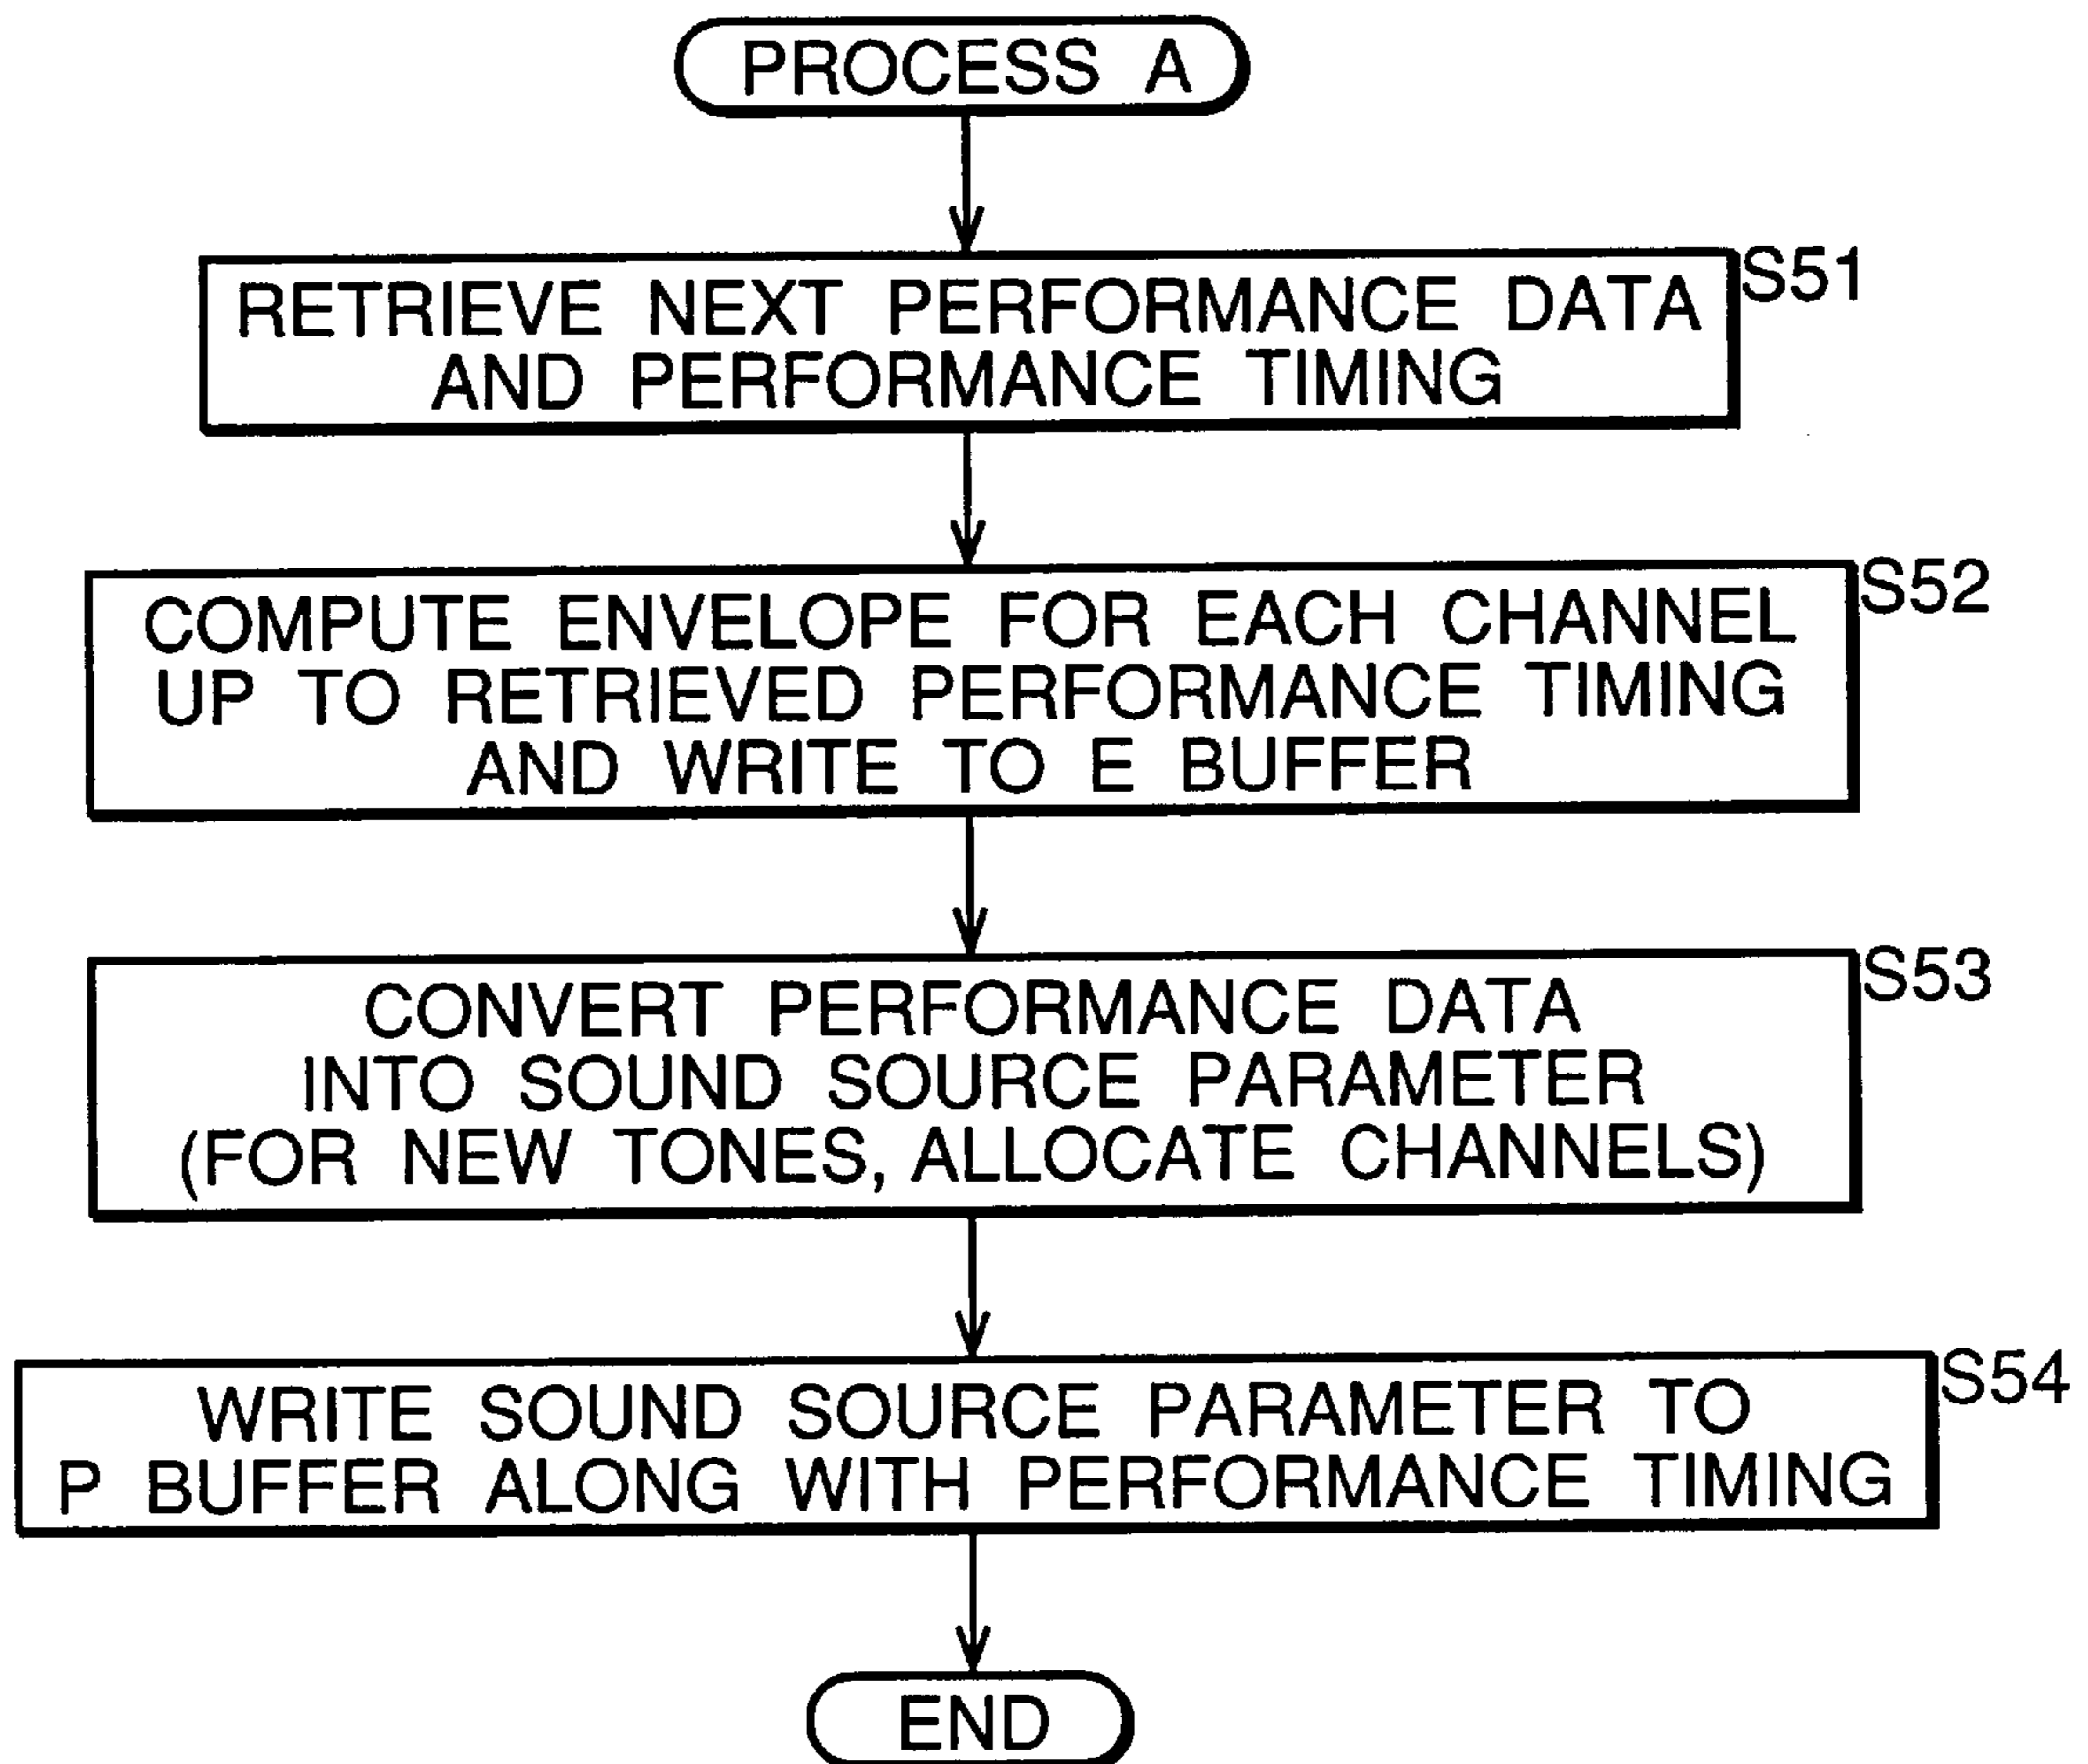 PROCESS A
RETRIEVE NEXT PERFORMANCE DATA
AND PERFORMANCE TIMING
S51
COMPUTE ENVELOPE FOR EACH CHANNEL
UP TO RETRIEVED PERFORMANCE TIMING
AND WRITE TO E BUFFER
S52
CONVERT PERFORMANCE DATA
INTO SOUND SOURCE PARAMETER
(FOR NEW TONES, ALLOCATE CHANNELS)
S53
WRITE SOUND SOURCE PARAMETER TO
P BUFFER ALONG WITH PERFORMANCE TIMING
S54
END